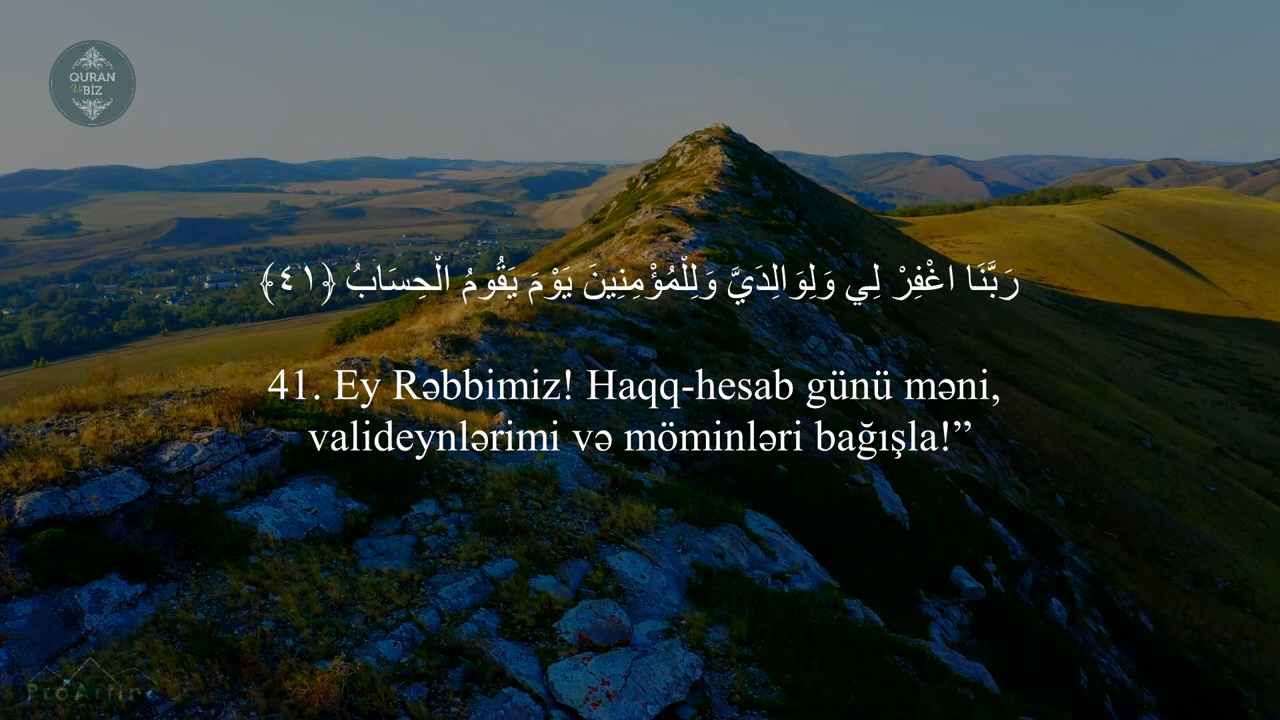 QURAN
Və BİZ
رَبَّنَا اغْفِرْ لِي وَلِوَالِدَيَّ وَلِلْمُؤْمِنِينَ يَوْمَ يَقُومُ الْحِسَابُ ﴿٤١﴾
41. Ey Rəbbimiz! Haqq-hesab günü məni,
valideynlərimi və möminləri bağışla!”